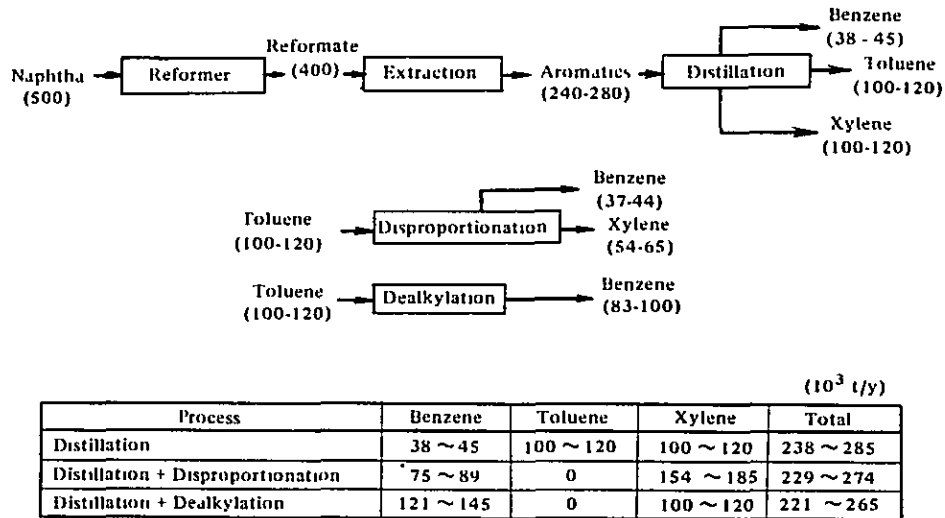 Naphtha
(500)
Reformer
Reformate
(400)
Extraction
Aromatics
(240-280)
Distillation
Benzene
(38 - 45)
Toluene
(100-120)
Xylene
(100-120)
Toluene
(100-120)
Disproportionation
Benzene
(37-44)
Xylene
(54-65)
Toluene
(100-120)
Dealkylation
Benzene
(83-100)
(10³ t/y)
Process Benzene Toluene Xylene Total
Distillation 38 ~ 45 100 ~ 120 100 ~ 120 238 ~ 285
Distillation + Disproportionation 75 ~ 89 0 154 ~ 185 229 ~ 274
Distillation + Dealkylation 121 ~ 145 0 100 ~ 120 221 ~ 265